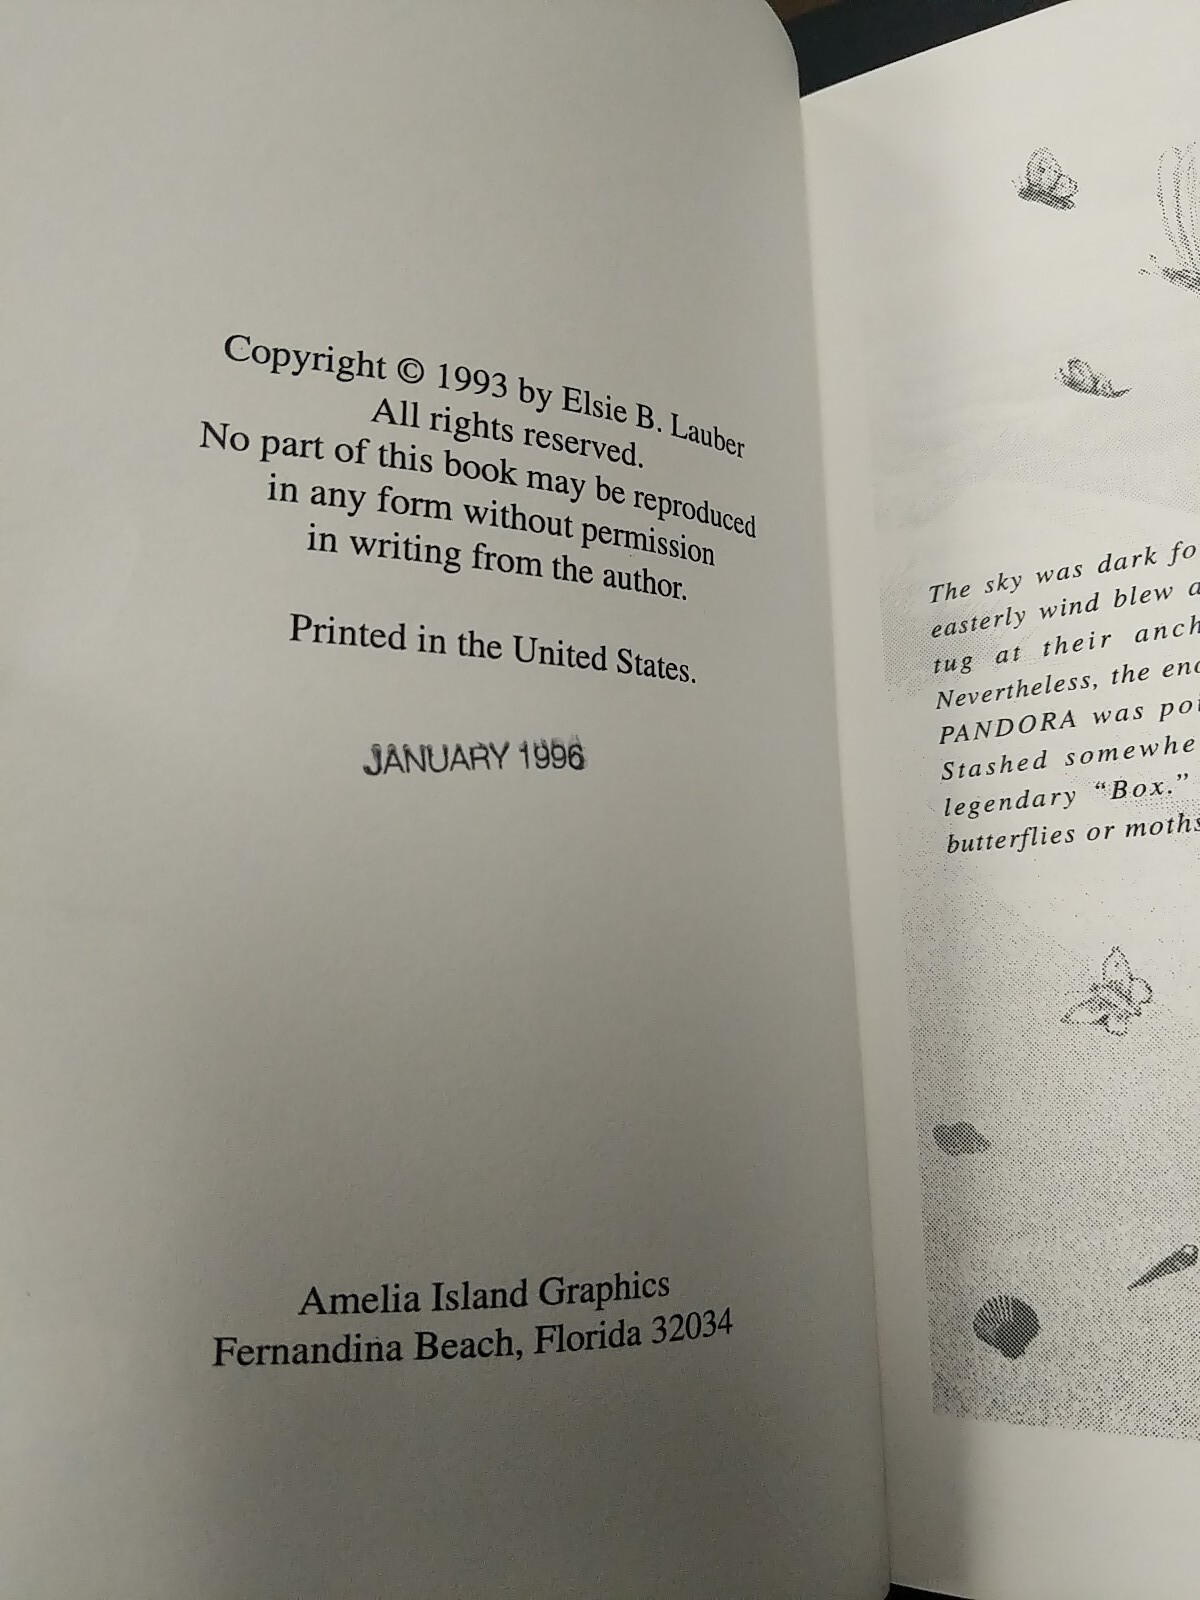 Copyright © 1993 by Elsie B. Lauber
All rights reserved.
No part of this book may be reproduced
in any form without permission
in writing from the author.
Printed in the United States.
JANUARY 1996
Amelia Island Graphics
Fernandina Beach, Florida 32034
The sky was dark fo
easterly wind blew a
tug at their anch
Nevertheless, the
PANDORA was
Stashed somewhe
legendary “Box.”
butterflies or moths